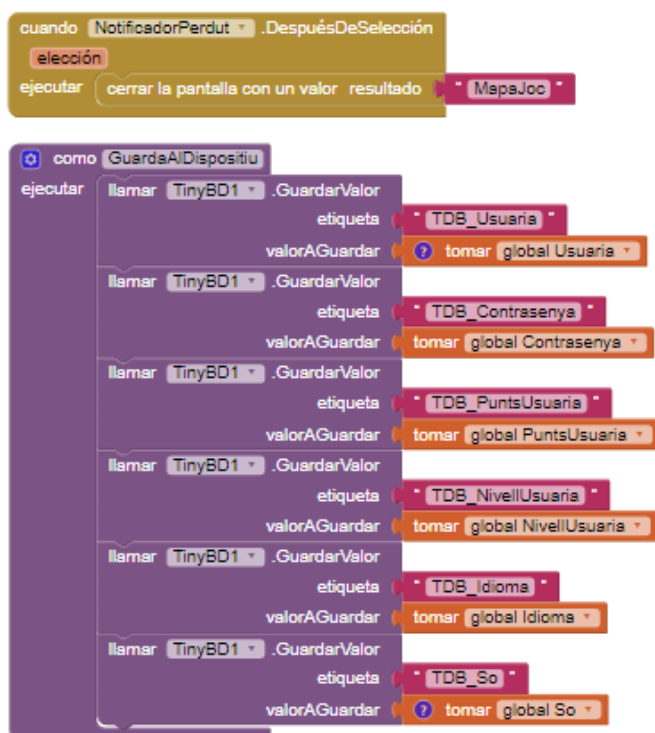 cuando NotificadorPerdut .DespuésDeSelección
elección
ejecutar cerrar la pantalla con un valor resultado " MapaJoc "
como GuardaAlDispositiu
ejecutar llamar TinyBD1 .GuardarValor
etiqueta " TDB_Usuaria "
valorAGuardar ? tomar global Usuaria
llamar TinyBD1 .GuardarValor
etiqueta " TDB_Contrasenya "
valorAGuardar tomar global Contrasenya
llamar TinyBD1 .GuardarValor
etiqueta " TDB_PuntsUsuaria "
valorAGuardar tomar global PuntsUsuaria
llamar TinyBD1 .GuardarValor
etiqueta " TDB_NivellUsuaria "
valorAGuardar tomar global NivellUsuaria
llamar TinyBD1 .GuardarValor
etiqueta " TDB_Idioma "
valorAGuardar tomar global Idioma
llamar TinyBD1 .GuardarValor
etiqueta " TDB_So "
valorAGuardar ? tomar global So